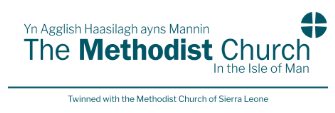 Yn Agglish Haasilagh ayns Mannin
The Methodist Church
In the Isle of Man
Twinned with the Methodist Church of Sierra Leone